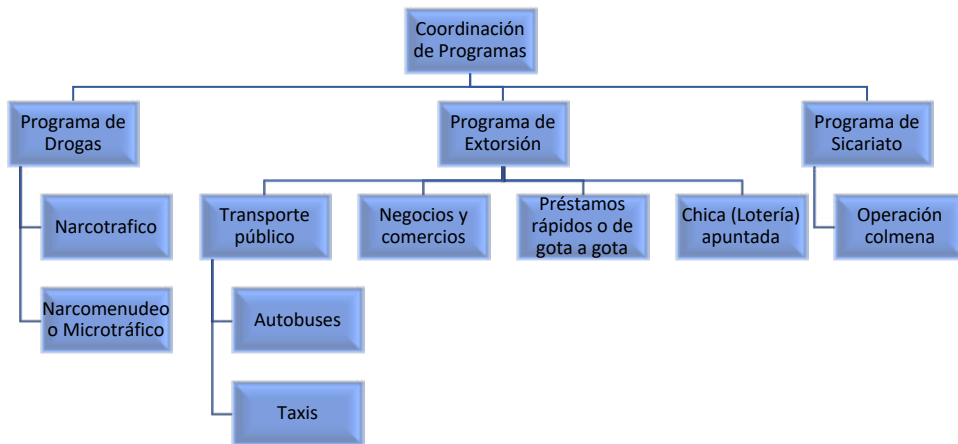 Coordinación
de Programas
Programa de
Drogas
Programa de
Extorsión
Programa de
Sicariato
Narcotrafico
Transporte
público
Negocios y
comercios
Préstamos
rápidos o de
gota a gota
Chica (Lotería)
apuntada
Operación
colmena
Narcomenudeo
o Microtráfico
Autobuses
Taxis